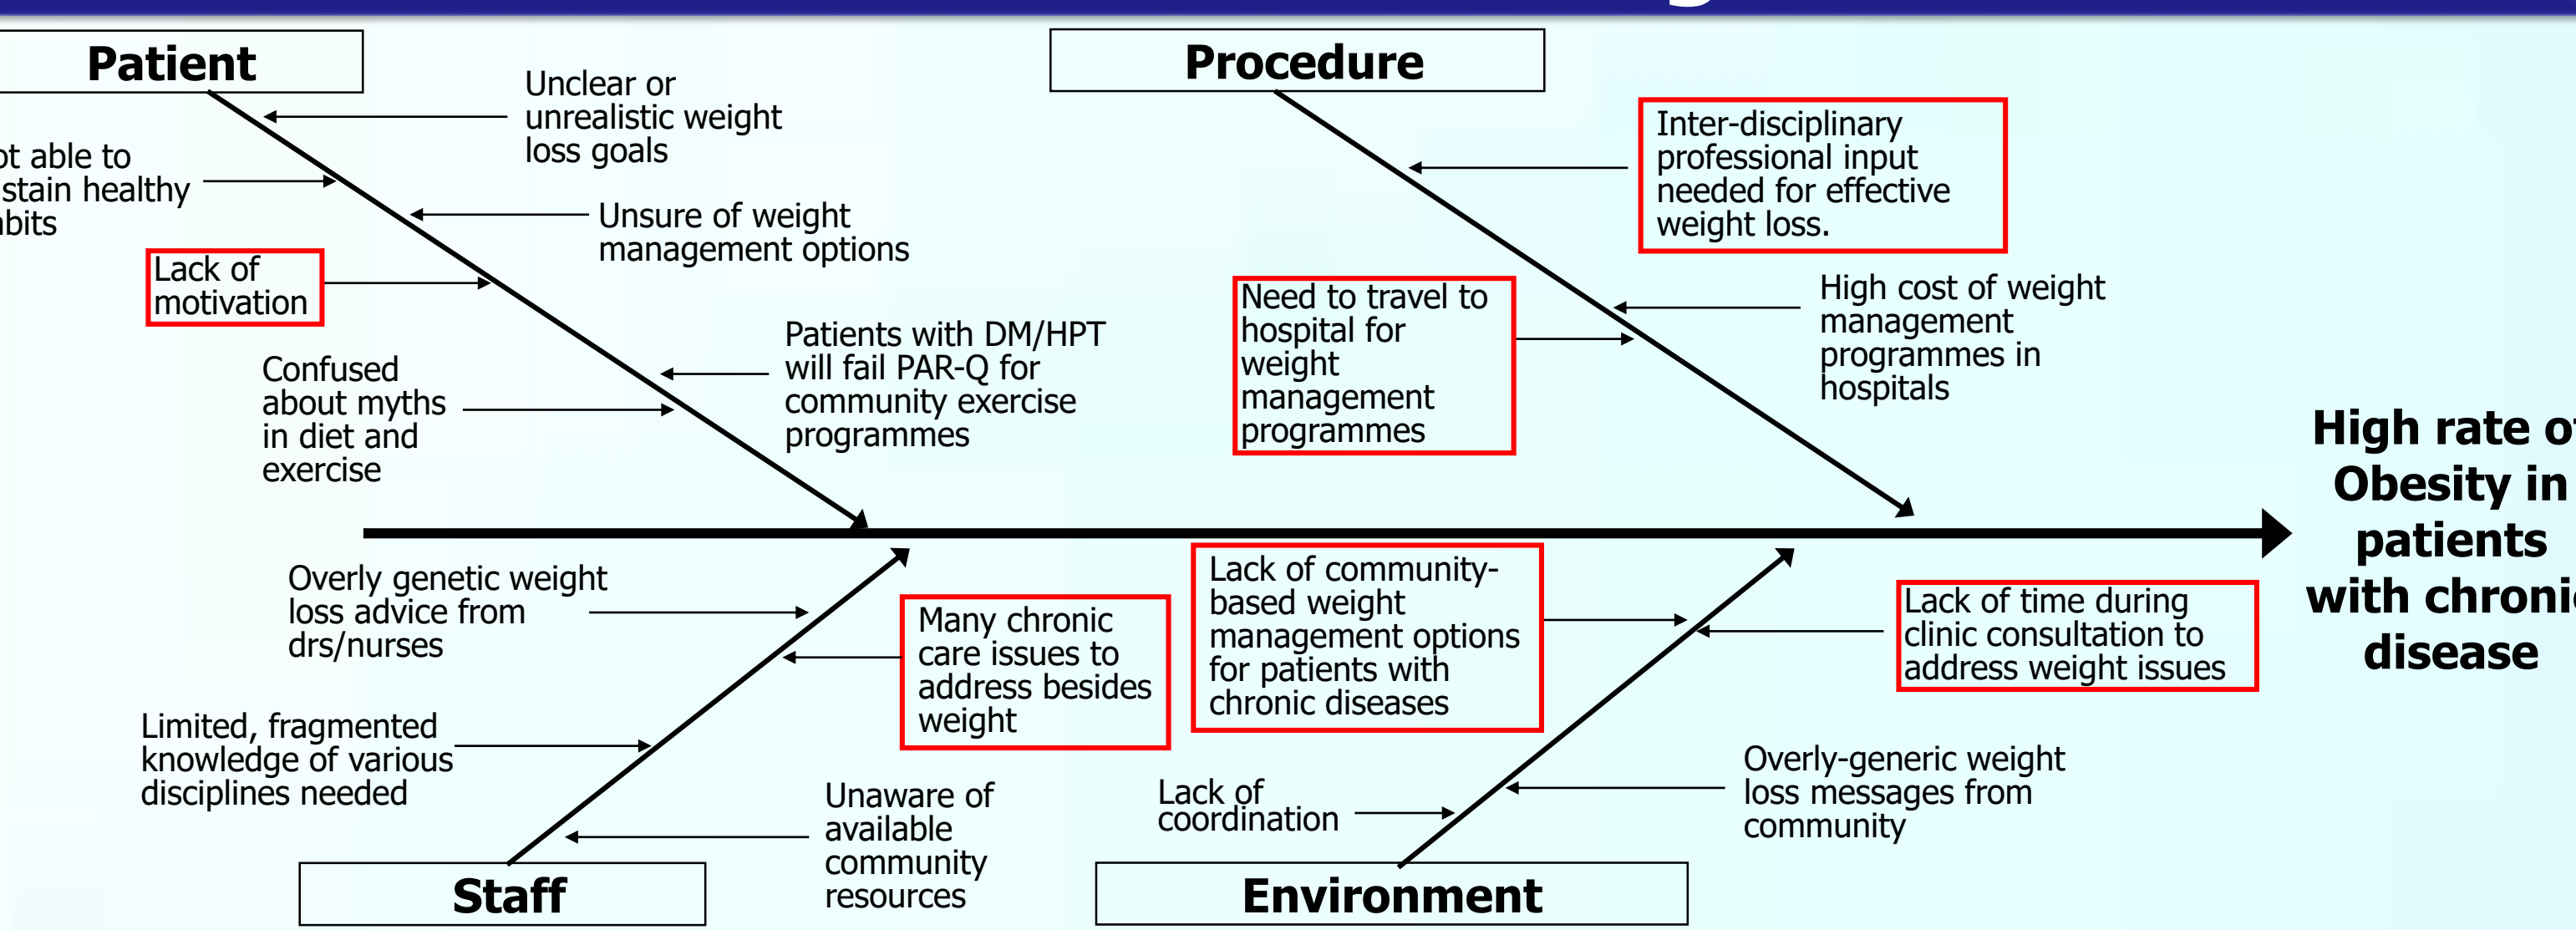 Patient
Unclear or
unrealistic weight
loss goals
able to
healthy
Unsure of weight
management options
Lack of
motivation
Patients with DM/HPT
will fail PAR-Q for
community exercise
programmes
Confused
about myths
in diet and
exercise
Procedure
Inter-disciplinary
professional input
needed for effective
weight loss.
Need to travel to
hospital for
weight
management
programmes
High cost of weight
management
programmes in
hospitals
High rate of
Obesity in
patients
with chronic
disease
Overly genetic weight
loss advice from
drs/nurses
Many chronic
care issues to
address besides
weight
Limited, fragmented
knowledge of various
disciplines needed
Unaware of
available
community
resources
Staff
Lack of community-
based weight
management options
for patients with
chronic diseases
Lack of time during
clinic consultation to
address weight issues
Lack of
coordination
Overly-generic weight
loss messages from
community
Environment